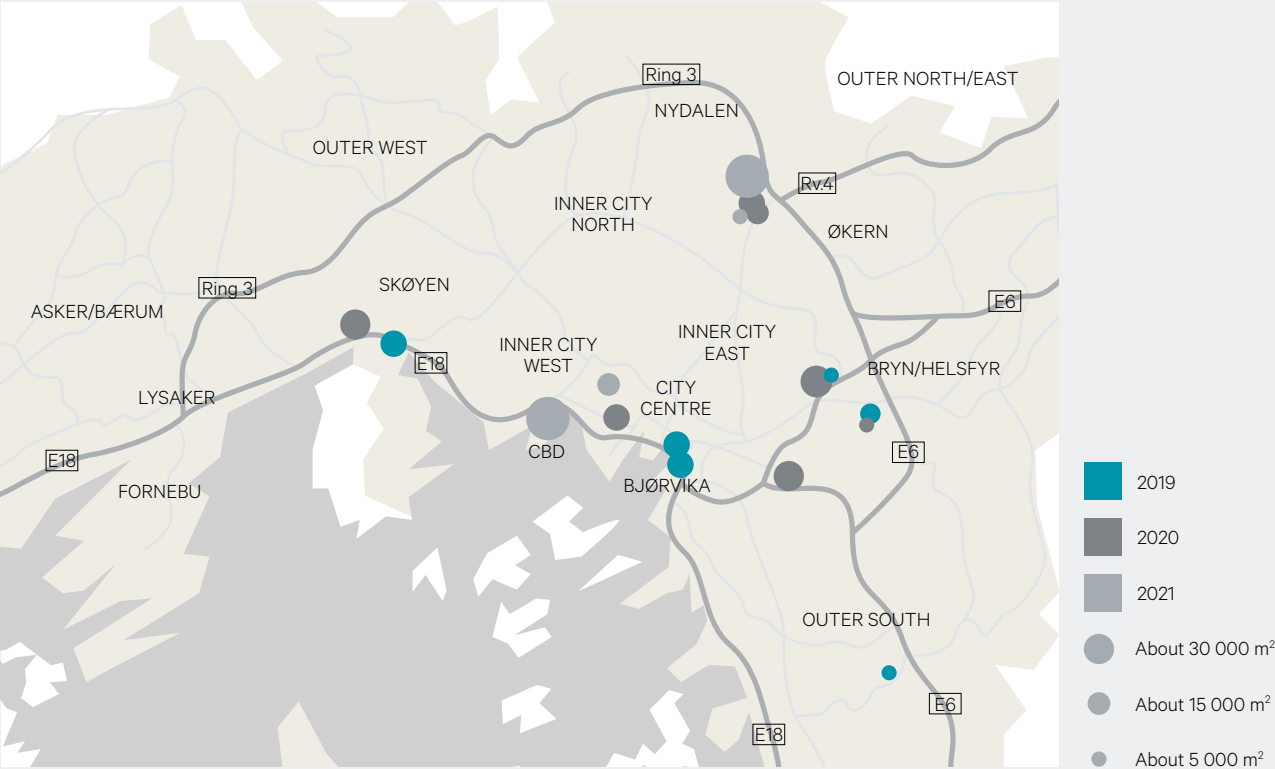 Ring 3
OUTER NORTH/EAST
NYDALEN
OUTER WEST
Rv.4
INNER CITY
NORTH
ØKERN
SKØYEN
Ring 3
E6
ASKER/BÆRUM
INNER CITY
EAST
INNER CITY
WEST
E18
BRYN/HELSFYR
CITY
CENTRE
LYSAKER
CBD
E6
E18
BJØRVIKA
FORNEBU
2019
2020
2021
OUTER SOUTH
About 30 000 m²
E6
About 15 000 m²
E18
About 5 000 m²